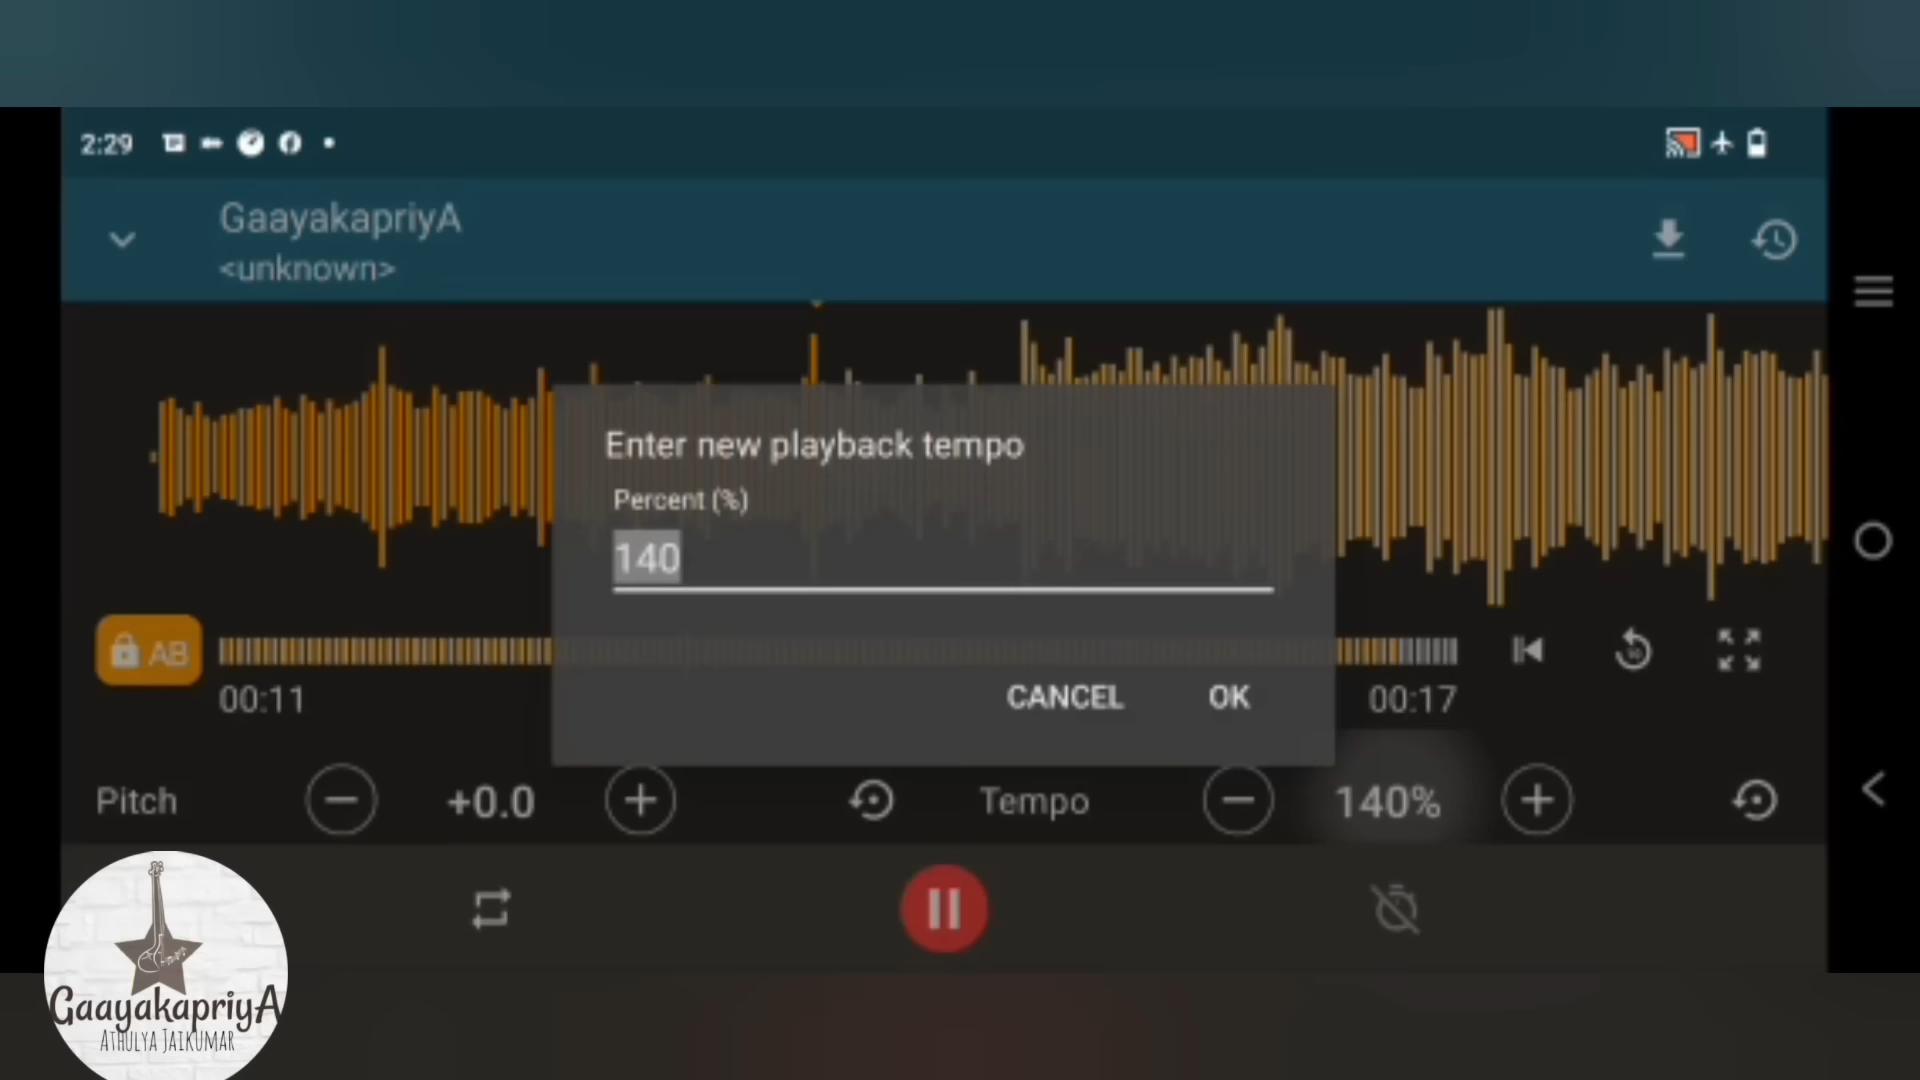 2:29
GaayakapriyA
<unknown>
Enter new playback tempo
Percent (%)
140
AB
00:11
CANCEL
OK
00:17
Pitch
+0.0
Tempo
140%
GaayakapriyA
ATHULYA JAIKUMAR